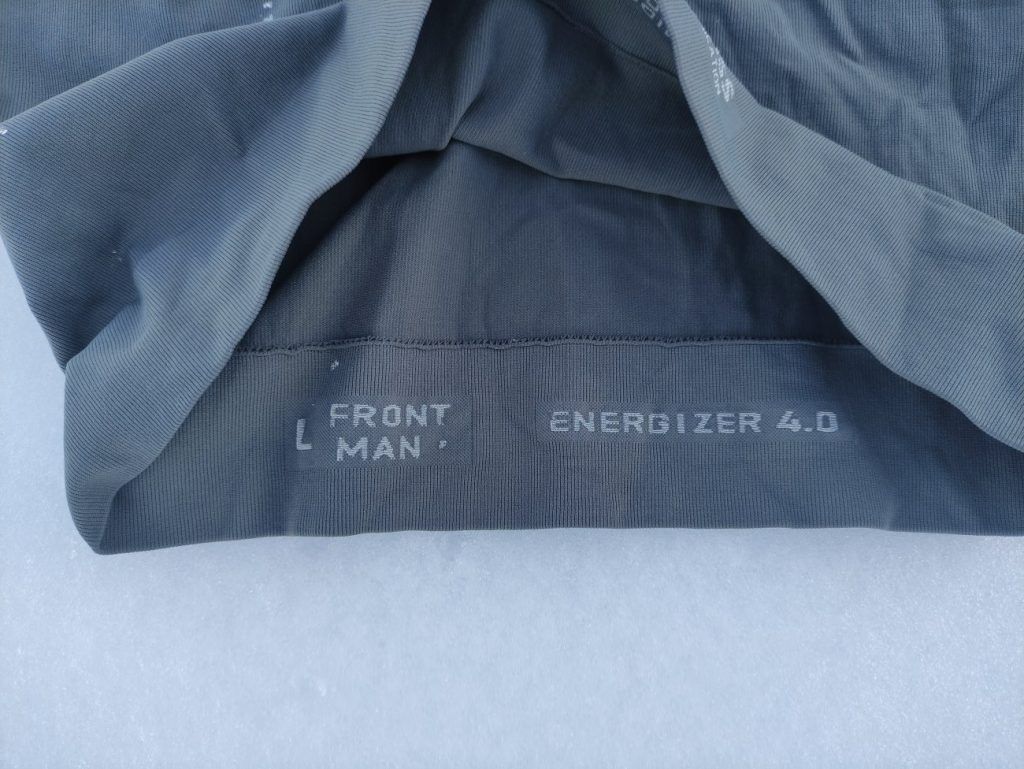 L FRONT
MAN
ENERGIZER 4.0